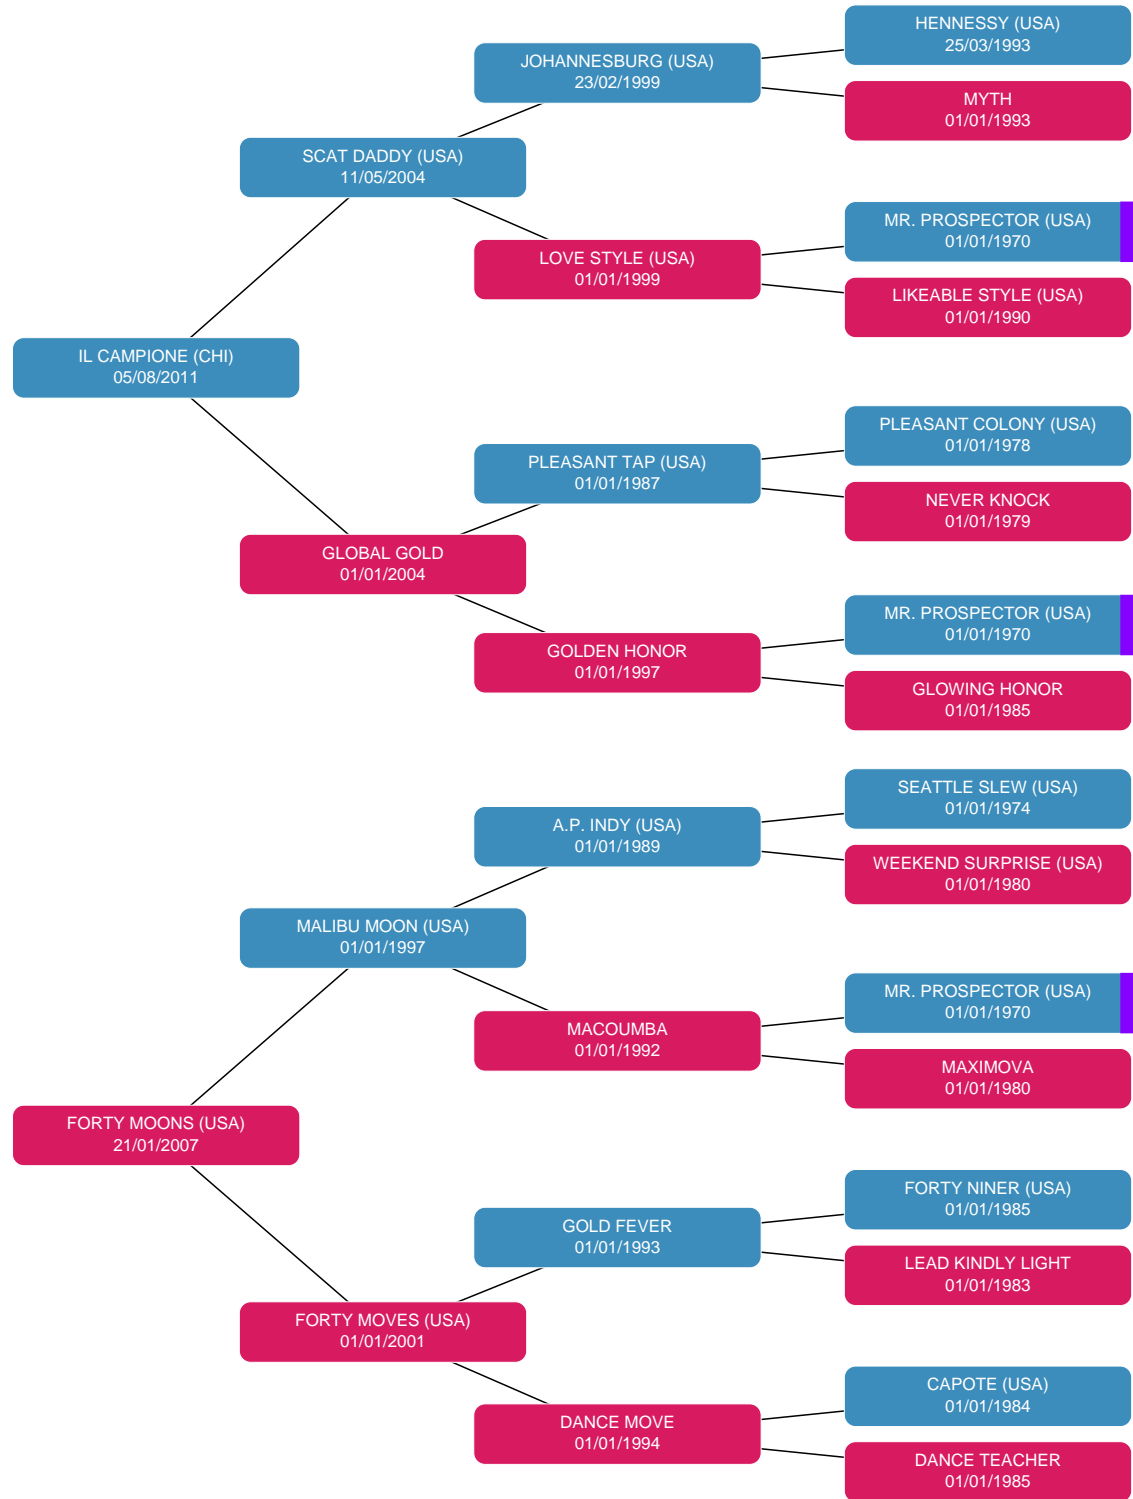 HENNESSY (USA)
25/03/1993
JOHANNESBURG (USA)
23/02/1999
MYTH
01/01/1993
SCAT DADDY (USA)
11/05/2004
MR. PROSPECTOR (USA)
01/01/1970
LOVE STYLE (USA)
01/01/1999
LIKEABLE STYLE (USA)
01/01/1990
IL CAMPIONE (CHI)
05/08/2011
PLEASANT COLONY (USA)
01/01/1978
PLEASANT TAP (USA)
01/01/1987
NEVER KNOCK
01/01/1979
GLOBAL GOLD
01/01/2004
MR. PROSPECTOR (USA)
01/01/1970
GOLDEN HONOR
01/01/1997
GLOWING HONOR
01/01/1985
SEATTLE SLEW (USA)
01/01/1974
A.P. INDY (USA)
01/01/1989
WEEKEND SURPRISE (USA)
01/01/1980
MALIBU MOON (USA)
01/01/1997
MR. PROSPECTOR (USA)
01/01/1970
MACOUMBA
01/01/1992
MAXIMOVA
01/01/1980
FORTY MOONS (USA)
21/01/2007
FORTY NINER (USA)
01/01/1985
GOLD FEVER
01/01/1993
LEAD KINDLY LIGHT
01/01/1983
FORTY MOVES (USA)
01/01/2001
CAPOTE (USA)
01/01/1984
DANCE MOVE
01/01/1994
DANCE TEACHER
01/01/1985